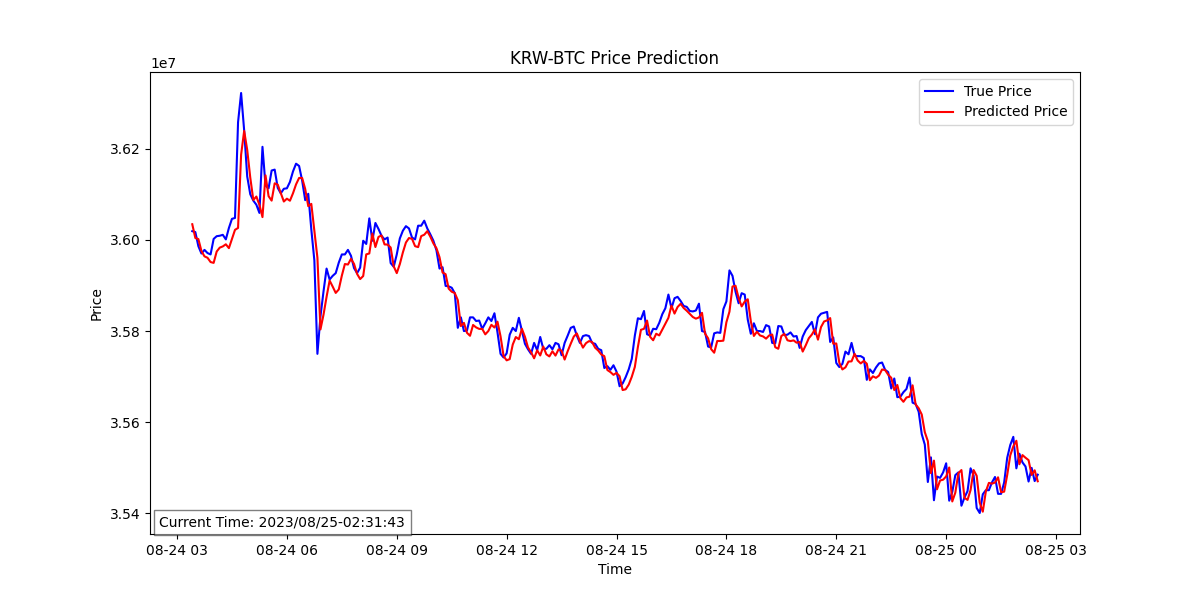 KRW-BTC Price Prediction
1e7
True Price
Predicted Price
3.62
3.60
3.58
3.56
3.54
Price
Current Time: 2023/08/25-02:31:43
08-24 03 08-24 06 08-24 09 08-24 12 08-24 15 08-24 18 08-24 21 08-25 00 08-25 03
Time